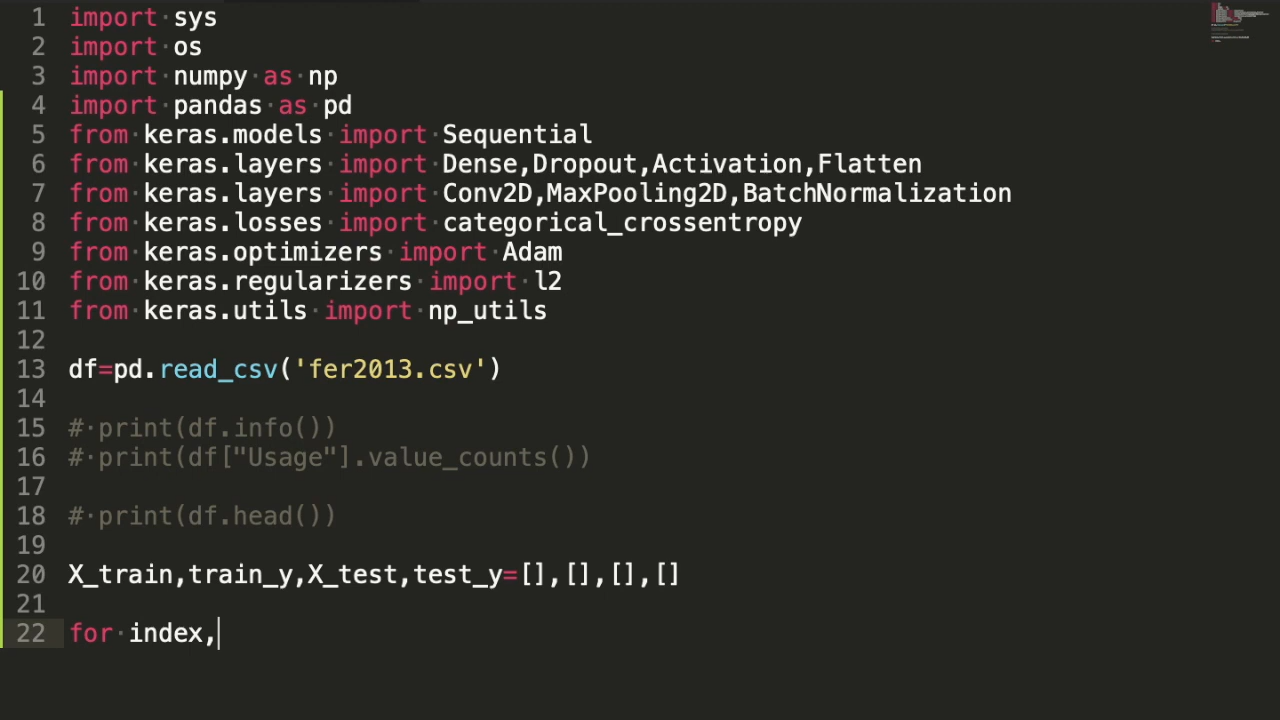 1 import sys
2 import os
3 import numpy as np
4 import pandas as pd
5 from keras.models import Sequential
6 from keras.layers import Dense,Dropout,Activation,Flatten
7 from keras.layers import Conv2D,MaxPooling2D,BatchNormalization
8 from keras.losses import categorical_crossentropy
9 from keras.optimizers import Adam
10 from keras.regularizers import l2
11 from keras.utils import np_utils
12
13 df=pd.read_csv('fer2013.csv')
14
15 # print(df.info())
16 # print(df["Usage"].value_counts())
17
18 # print(df.head())
19
20 X_train,train_y,X_test,test_y=[],[],[],[]
21
22 for index,